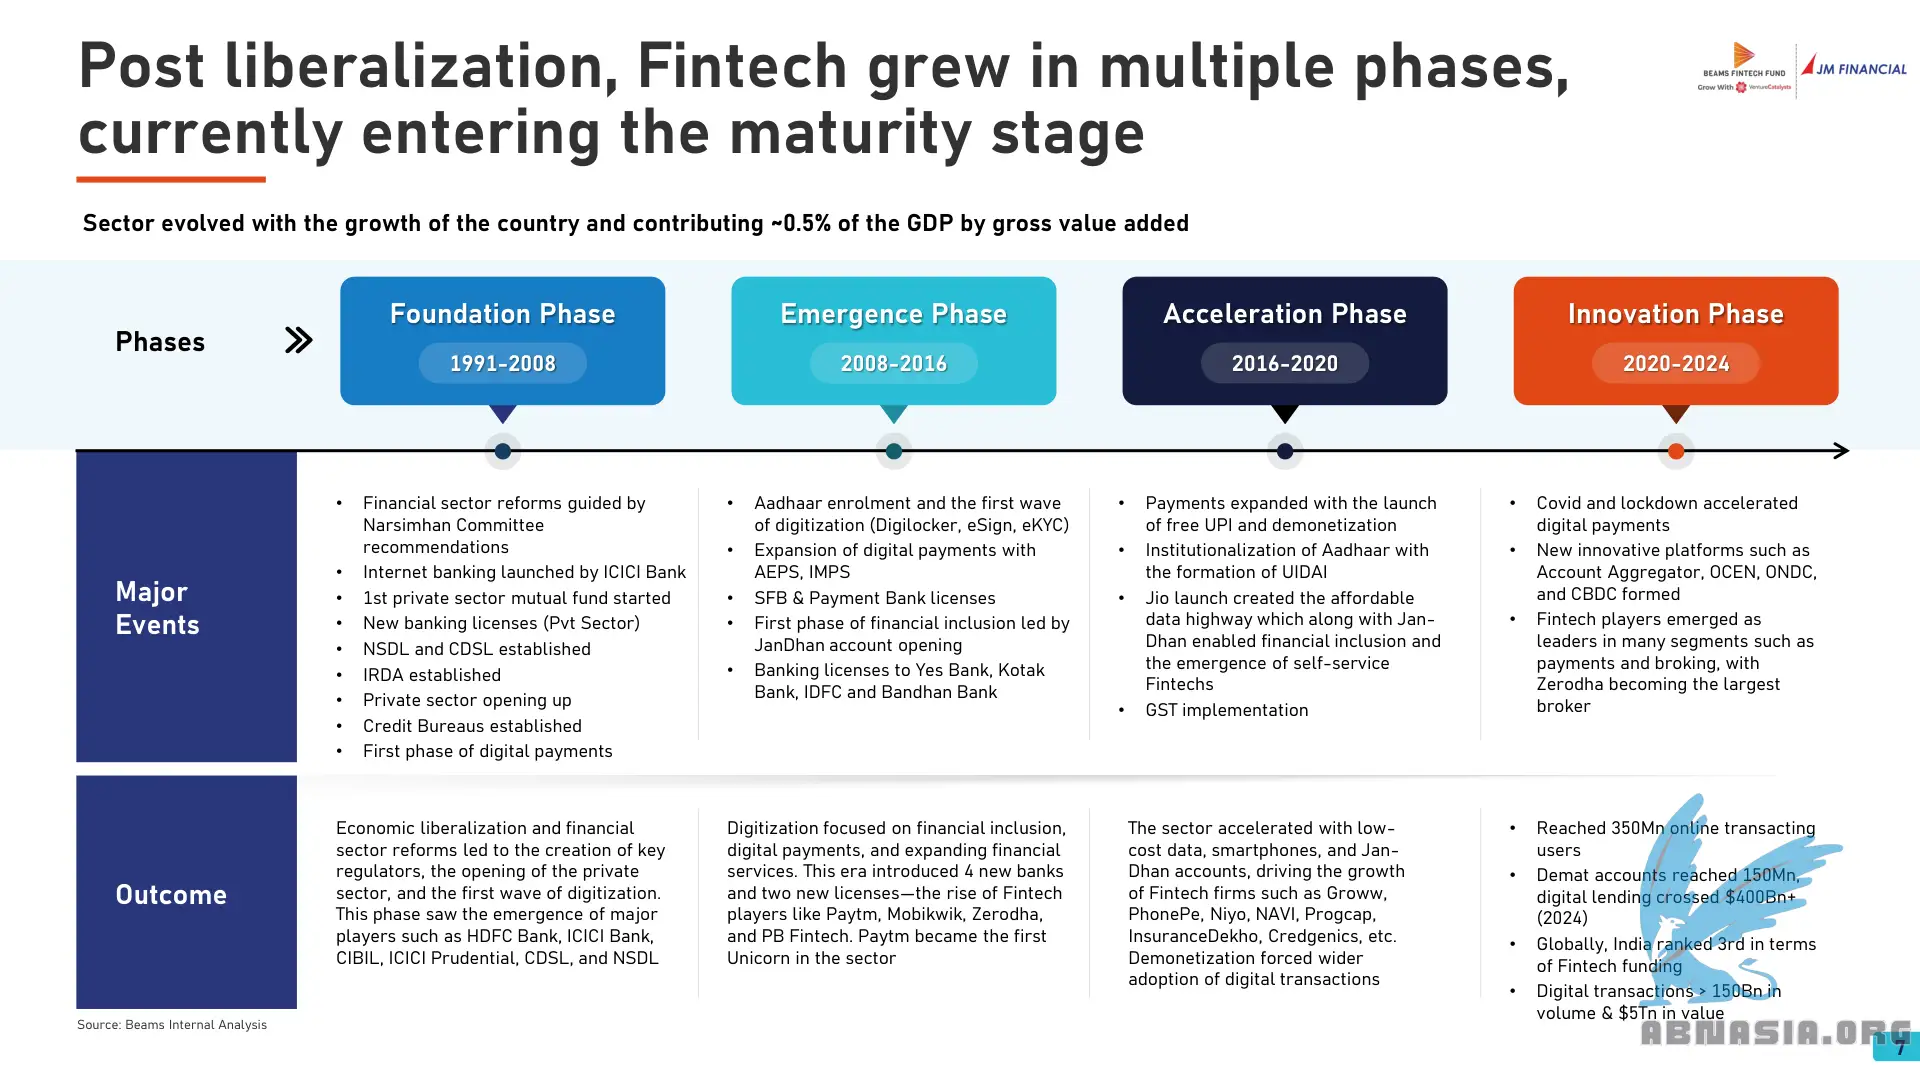 Post liberalization, Fintech grew in multiple phases,
currently entering the maturity stage
BEAMS FINTECH FUND
Grow With VentureCatalysts
JM FINANCIAL
Sector evolved with the growth of the country and contributing ~0.5% of the GDP by gross value added
Phases
Foundation Phase
1991-2008
Emergence Phase
2008-2016
Acceleration Phase
2016-2020
Innovation Phase
2020-2024
Major
Events
• Financial sector reforms guided by
Narsimhan Committee
recommendations
• Internet banking launched by ICICI Bank
• 1st private sector mutual fund started
• New banking licenses (Pvt Sector)
• NSDL and CDSL established
• IRDA established
• Private sector opening up
• Credit Bureaus established
• First phase of digital payments
• Aadhaar enrolment and the first wave
of digitization (Digilocker, eSign, eKYC)
• Expansion of digital payments with
AEPS, IMPS
• SFB & Payment Bank licenses
• First phase of financial inclusion led by
JanDhan account opening
• Banking licenses to Yes Bank, Kotak
Bank, IDFC and Bandhan Bank
• Payments expanded with the launch
of free UPI and demonetization
• Institutionalization of Aadhaar with
the formation of UIDAI
• Jio launch created the affordable
data highway which along with Jan-
Dhan enabled financial inclusion and
the emergence of self-service
Fintechs
• GST implementation
• Covid and lockdown accelerated
digital payments
• New innovative platforms such as
Account Aggregator, OCEN, ONDC,
and CBDC formed
• Fintech players emerged as
leaders in many segments such as
payments and broking, with
Zerodha becoming the largest
broker
Outcome
Economic liberalization and financial
sector reforms led to the creation of key
regulators, the opening of the private
sector, and the first wave of digitization.
This phase saw the emergence of major
players such as HDFC Bank, ICICI Bank,
CIBIL, ICICI Prudential, CDSL, and NSDL
Digitization focused on financial inclusion,
digital payments, and expanding financial
services. This era introduced 4 new banks
and two new licenses—the rise of Fintech
players like Paytm, Mobikwik, Zerodha,
and PB Fintech. Paytm became the first
Unicorn in the sector
The sector accelerated with low-
cost data, smartphones, and Jan-
Dhan accounts, driving the growth
of Fintech firms such as Groww,
PhonePe, Niyo, NAVI, Progcap,
InsuranceDekho, Credgenics, etc.
Demonetization forced wider
adoption of digital transactions
• Reached 350Mn online transacting
users
• Demat accounts reached 150Mn,
digital lending crossed $400Bn+
(2024)
• Globally, India ranked 3rd in terms
of Fintech funding
• Digital transactions > 150Bn in
volume & $5Tn in value
Source: Beams Internal Analysis
ABNASIA.ORG
7